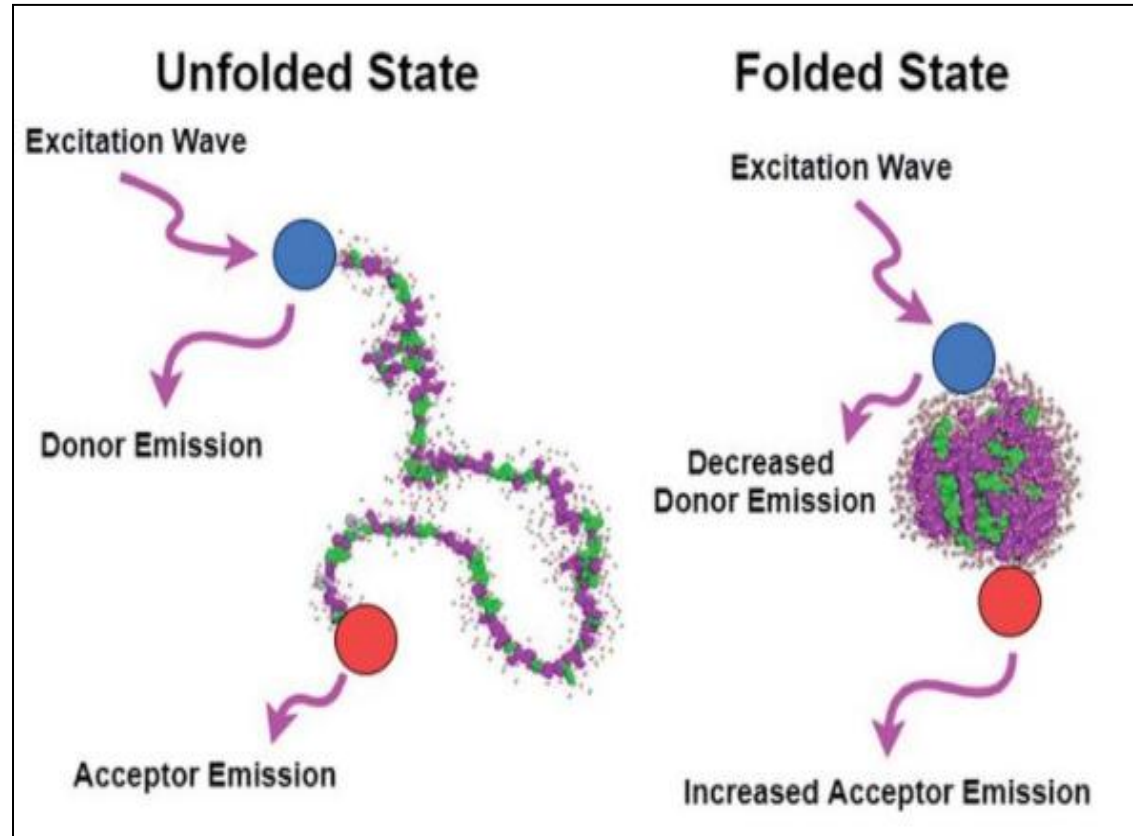 Unfolded State
Excitation Wave
Donor Emission
Acceptor Emission
Folded State
Excitation Wave
Decreased
Donor Emission
Increased Acceptor Emission